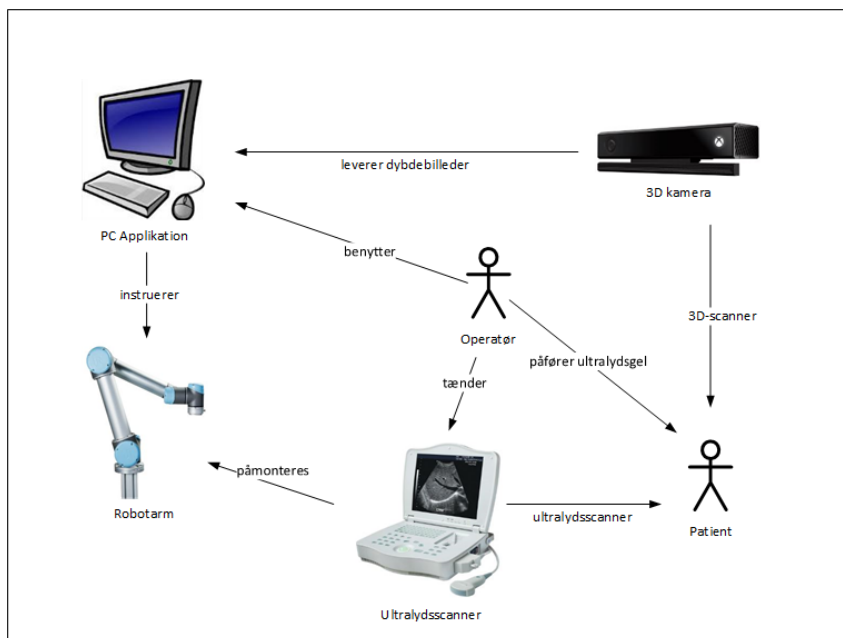 leverer dybdebilleder
3D kamera
PC Applikation
benytter
instruerer
3D-scanner
Operatør
påfører ultralydsgel
tænder
påmonteres
Robotarm
ultralydsscanner
Patient
Ultralydsscanner